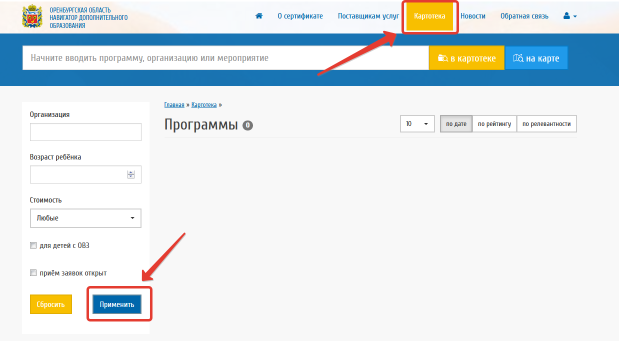 ОРЕНБУРГСКАЯ ОБЛАСТЬ
НАВИГАТОР ДОПОЛНИТЕЛЬНОГО
ОБРАЗОВАНИЯ
О сертификате Поставщикам услуг Картотека Новости Обратная связь
Начните вводить программу, организацию или мероприятие
в картотеке на карте
Организация
Возраст ребёнка
Стоимость
Любые
для детей с ОВЗ
приём заявок открыт
Сбросить Применить
Главная » Картотека »
Программы 0
10 по дате по рейтингу по релевантности